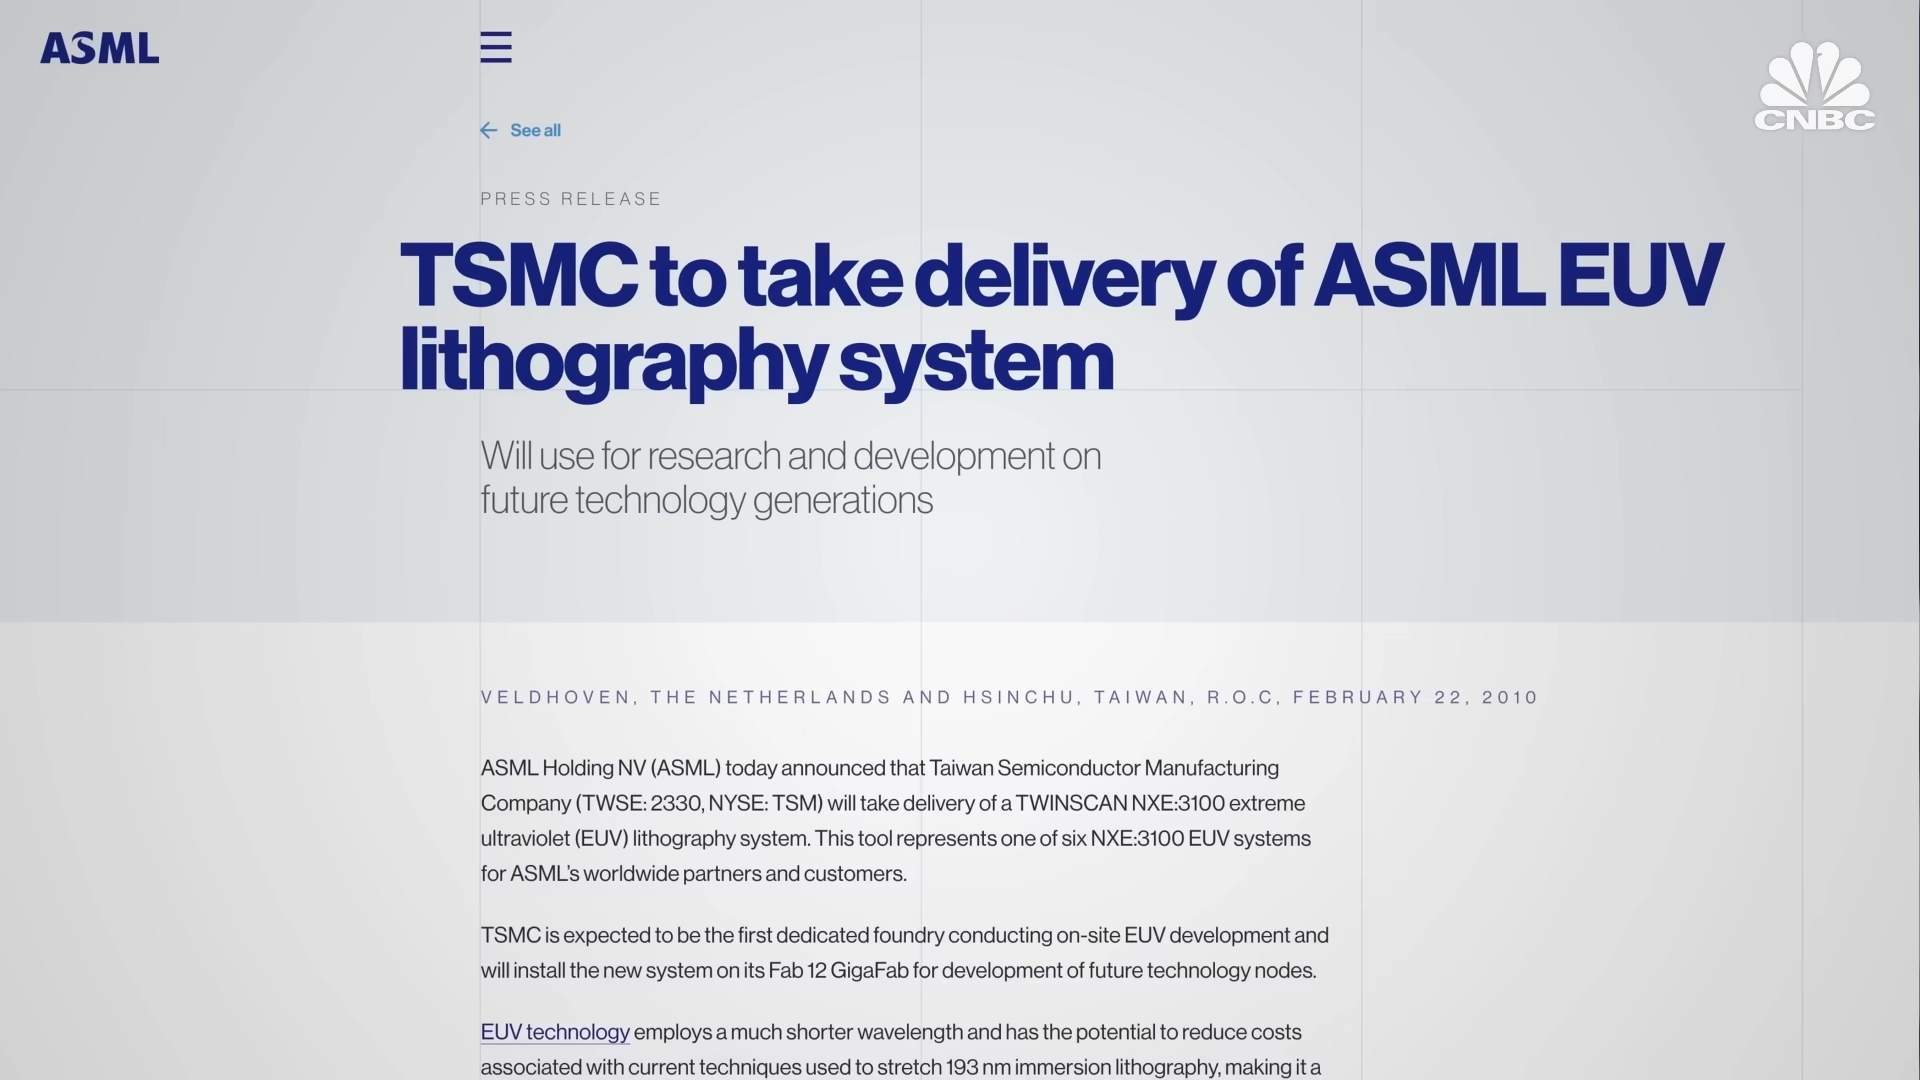 ASML
CNBC
See all
PRESS RELEASE
TSMC to take delivery of ASML EUV
lithography system
Will use for research and development on
future technology generations
VELDHOVEN, THE NETHERLANDS AND HSINCHU, TAIWAN, R.O.C, FEBRUARY 22, 2010
ASML Holding NV (ASML) today announced that Taiwan Semiconductor Manufacturing
Company (TWSE: 2330, NYSE: TSM) will take delivery of a TWINSCAN NXE:3100 extreme
ultraviolet (EUV) lithography system. This tool represents one of six NXE:3100 EUV systems
for ASML’s worldwide partners and customers.
TSMC is expected to be the first dedicated foundry conducting on-site EUV development and
will install the new system on its Fab 12 GigaFab for development of future technology nodes.
EUV technology employs a much shorter wavelength and has the potential to reduce costs
associated with current techniques used to stretch 193 nm immersion lithography, making it a